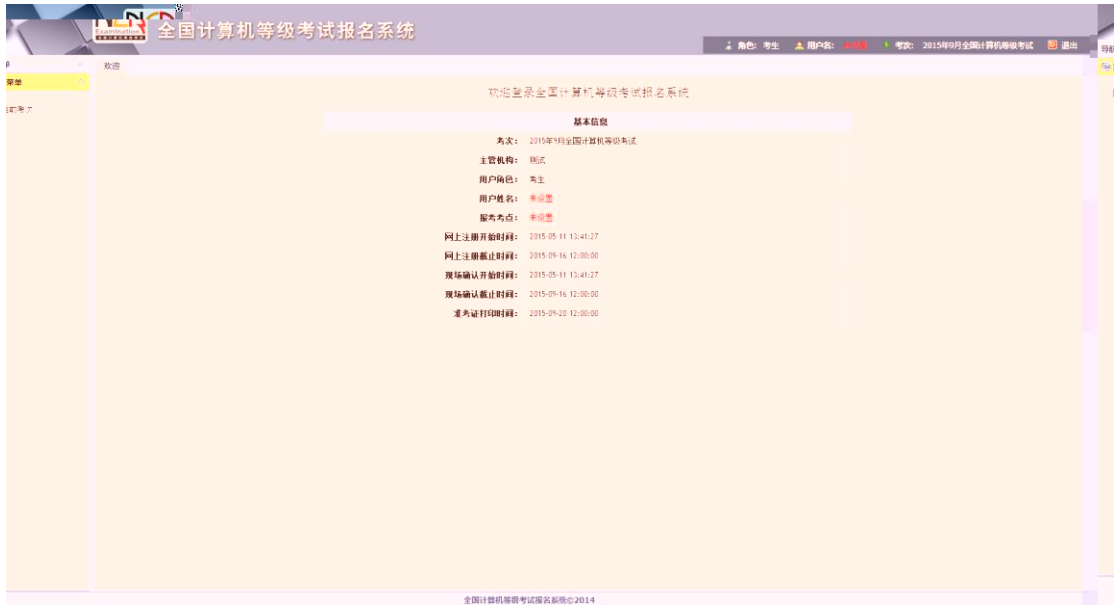 Examination
全国计算机等级考试报名系统
角色: 考生 用户名: 考次: 2015年9月全国计算机等级考试 退出
导航
欢迎
菜单
当前考次
欢迎登录全国计算机等级考试报名系统
基本信息
考次: 2015年9月全国计算机等级考试
主管机构: 测试
用户角色: 考生
用户姓名: 未设置
报考考点: 未设置
网上注册开始时间: 2015-05-11 13:41:27
网上注册截止时间: 2015-09-16 12:00:00
现场确认开始时间: 2015-05-11 13:41:27
现场确认截止时间: 2015-09-16 12:00:00
准考证打印时间: 2015-09-20 12:00:00
全国计算机等级考试报名系统©2014